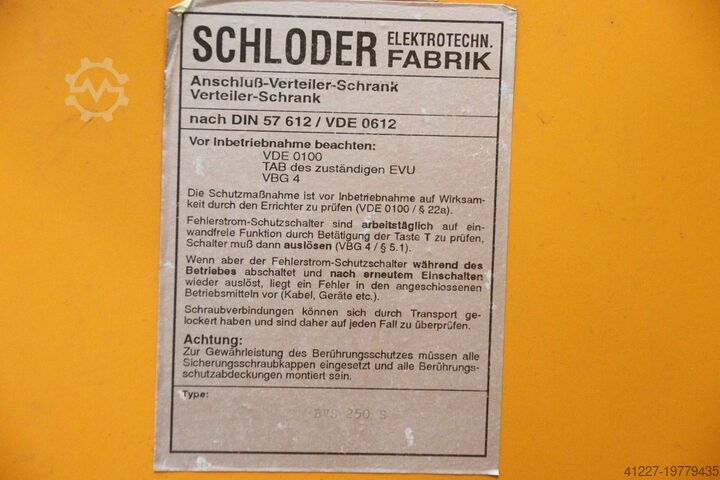 SCHLODER ELEKTROTECHN. FABRIK
Anschluß-Verteiler-Schrank
Verteiler-Schrank
nach DIN 57 612 / VDE 0612
Vor Inbetriebnahme beachten:
VDE 0100
TAB des zuständigen EVU
VBG 4
Die Schutzmaßnahme ist vor Inbetriebnahme auf Wirksam-
keit durch den Errichter zu prüfen (VDE 0100 / § 22a).
Fehlerstrom-Schutzschalter sind arbeitstäglich auf ein-
wandfreie Funktion durch Betätigung der Taste T zu prüfen,
Schalter muß dann auslösen (VBG 4 / § 5.1).
Wenn aber der Fehlerstrom-Schutzschalter während des
Betriebes abschaltet und nach erneutem Einschalten
wieder auslöst, liegt ein Fehler in den angeschlossenen
Betriebsmitteln vor (Kabel, Geräte etc.).
Schraubverbindungen können sich durch Transport ge-
lockert haben und sind daher auf jeden Fall zu überprüfen.
Achtung:
Zur Gewährleistung des Berührungsschutzes müssen alle
Sicherungsschraubkappen eingesetzt und alle Berührungs-
schutzabdeckungen montiert sein.
Type:
BVS 250 S
41227-19779435